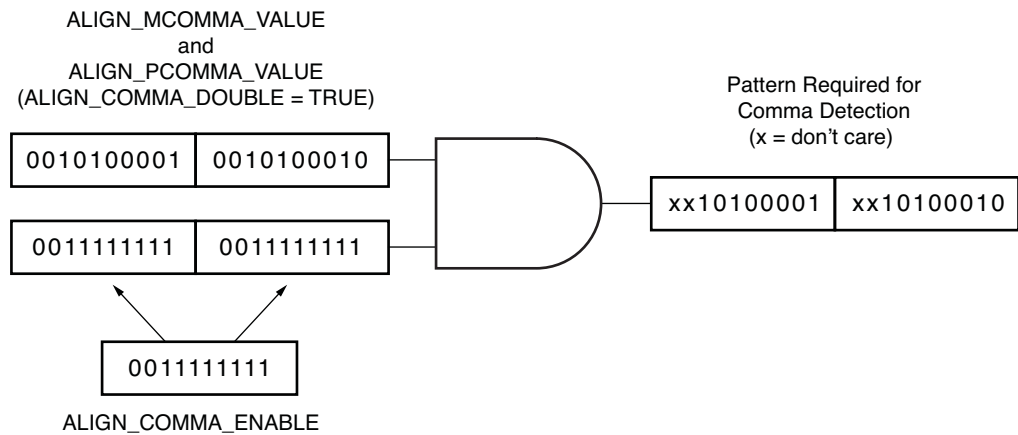 ALIGN_MCOMMA_VALUE
and
ALIGN_PCOMMA_VALUE
(ALIGN_COMMA_DOUBLE = TRUE)
0010100001 0010100010
0011111111 0011111111
0011111111
ALIGN_COMMA_ENABLE
Pattern Required for
Comma Detection
(x = don't care)
xx10100001 xx10100010